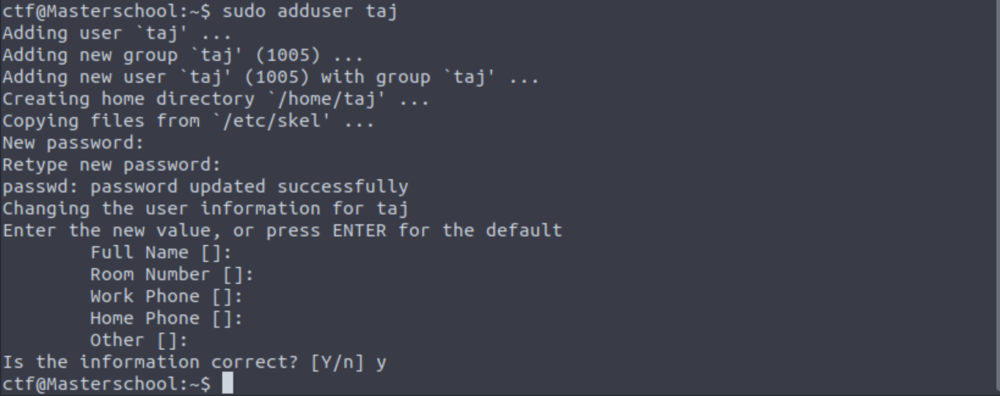 ctf@Masterschool:~$ sudo adduser taj
Adding user `taj' ...
Adding new group `taj' (1005) ...
Adding new user `taj' (1005) with group `taj' ...
Creating home directory `/home/taj' ...
Copying files from `/etc/skel' ...
New password:
Retype new password:
passwd: password updated successfully
Changing the user information for taj
Enter the new value, or press ENTER for the default
        Full Name []:
        Room Number []:
        Work Phone []:
        Home Phone []:
        Other []:
Is the information correct? [Y/n] y
ctf@Masterschool:~$